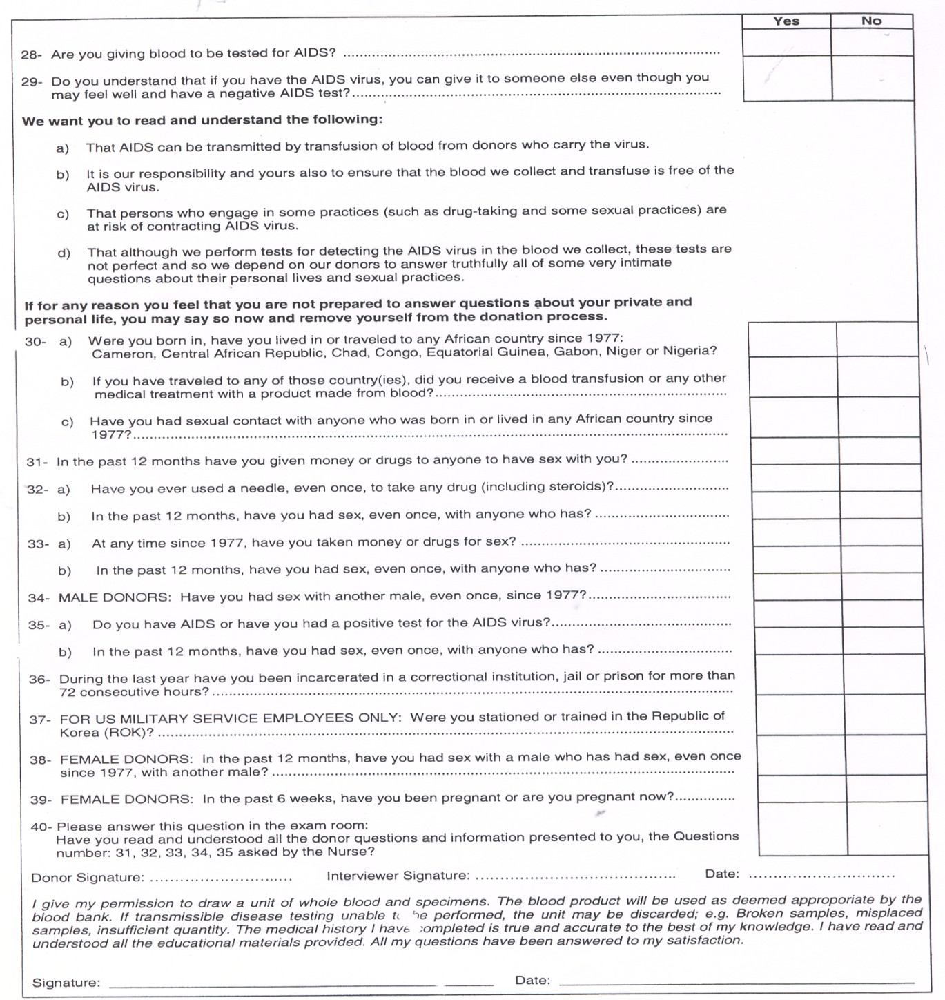 Yes No
28- Are you giving blood to be tested for AIDS? ................................................................
29- Do you understand that if you have the AIDS virus, you can give it to someone else even though you
may feel well and have a negative AIDS test?................................................................
We want you to read and understand the following:
a) That AIDS can be transmitted by transfusion of blood from donors who carry the virus.
b) It is our responsibility and yours also to ensure that the blood we collect and transfuse is free of the
AIDS virus.
c) That persons who engage in some practices (such as drug-taking and some sexual practices) are
at risk of contracting AIDS virus.
d) That although we perform tests for detecting the AIDS virus in the blood we collect, these tests are
not perfect and so we depend on our donors to answer truthfully all of some very intimate
questions about their personal lives and sexual practices.
If for any reason you feel that you are not prepared to answer questions about your private and
personal life, you may say so now and remove yourself from the donation process.
30- a) Were you born in, have you lived in or traveled to any African country since 1977:
Cameron, Central African Republic, Chad, Congo, Equatorial Guinea, Gabon, Niger or Nigeria?
b) If you have traveled to any of those country(ies), did you receive a blood transfusion or any other
medical treatment with a product made from blood?................................................
c) Have you had sexual contact with anyone who was born in or lived in any African country since
1977?................................................................
31- In the past 12 months have you given money or drugs to anyone to have sex with you? ........................
32- a) Have you ever used a needle, even once, to take any drug (including steroids)?............................
b) In the past 12 months, have you had sex, even once, with anyone who has? ................................
33- a) At any time since 1977, have you taken money or drugs for sex? ................................................
b) In the past 12 months, have you had sex, even once, with anyone who has? ...............................
34- MALE DONORS: Have you had sex with another male, even once, since 1977?..................................
35- a) Do you have AIDS or have you had a positive test for the AIDS virus?..........................................
b) In the past 12 months, have you had sex, even once, with anyone who has? ................................
36- During the last year have you been incarcerated in a correctional institution, jail or prison for more than
72 consecutive hours? ................................................................
37- FOR US MILITARY SERVICE EMPLOYEES ONLY: Were you stationed or trained in the Republic of
Korea (ROK)? ................................................................
38- FEMALE DONORS: In the past 12 months, have you had sex with a male who has had sex, even once
since 1977, with another male? ................................................................
39- FEMALE DONORS: In the past 6 weeks, have you been pregnant or are you pregnant now?...............
40- Please answer this question in the exam room:
Have you read and understood all the donor questions and information presented to you, the Questions
number: 31, 32, 33, 34, 35 asked by the Nurse?
Donor Signature: ............................. Interviewer Signature: ........................................ Date: .............................
I give my permission to draw a unit of whole blood and specimens. The blood product will be used as deemed approporiate by the
blood bank. If transmissible disease testing unable performed, the unit may be discarded; e.g. Broken samples, misplaced
samples, insufficient quantity. The medical history I have completed is true and accurate to the best of my knowledge. I have read and
understood all the educational materials provided. All my questions have been answered to my satisfaction.
Signature: ______________________________ Date: ______________________________